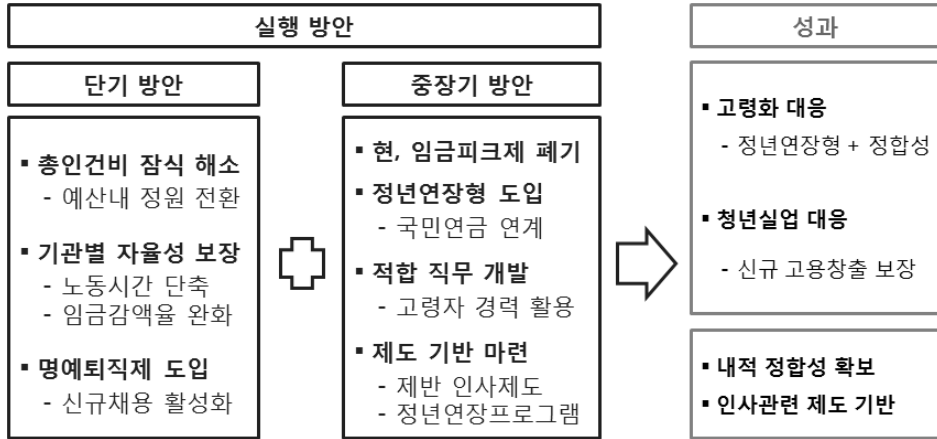 실행 방안
성과
단기 방안
▪ 총인건비 잠식 해소
- 예산내 정원 전환
▪ 기관별 자율성 보장
- 노동시간 단축
- 임금감액율 완화
▪ 명예퇴직제 도입
- 신규채용 활성화
중장기 방안
▪ 현, 임금피크제 폐기
▪ 정년연장형 도입
- 국민연금 연계
▪ 적합 직무 개발
- 고령자 경력 활용
▪ 제도 기반 마련
- 제반 인사제도
- 정년연장프로그램
▪ 고령화 대응
- 정년연장형 + 정합성
▪ 청년실업 대응
- 신규 고용창출 보장
▪ 내적 정합성 확보
▪ 인사관련 제도 기반